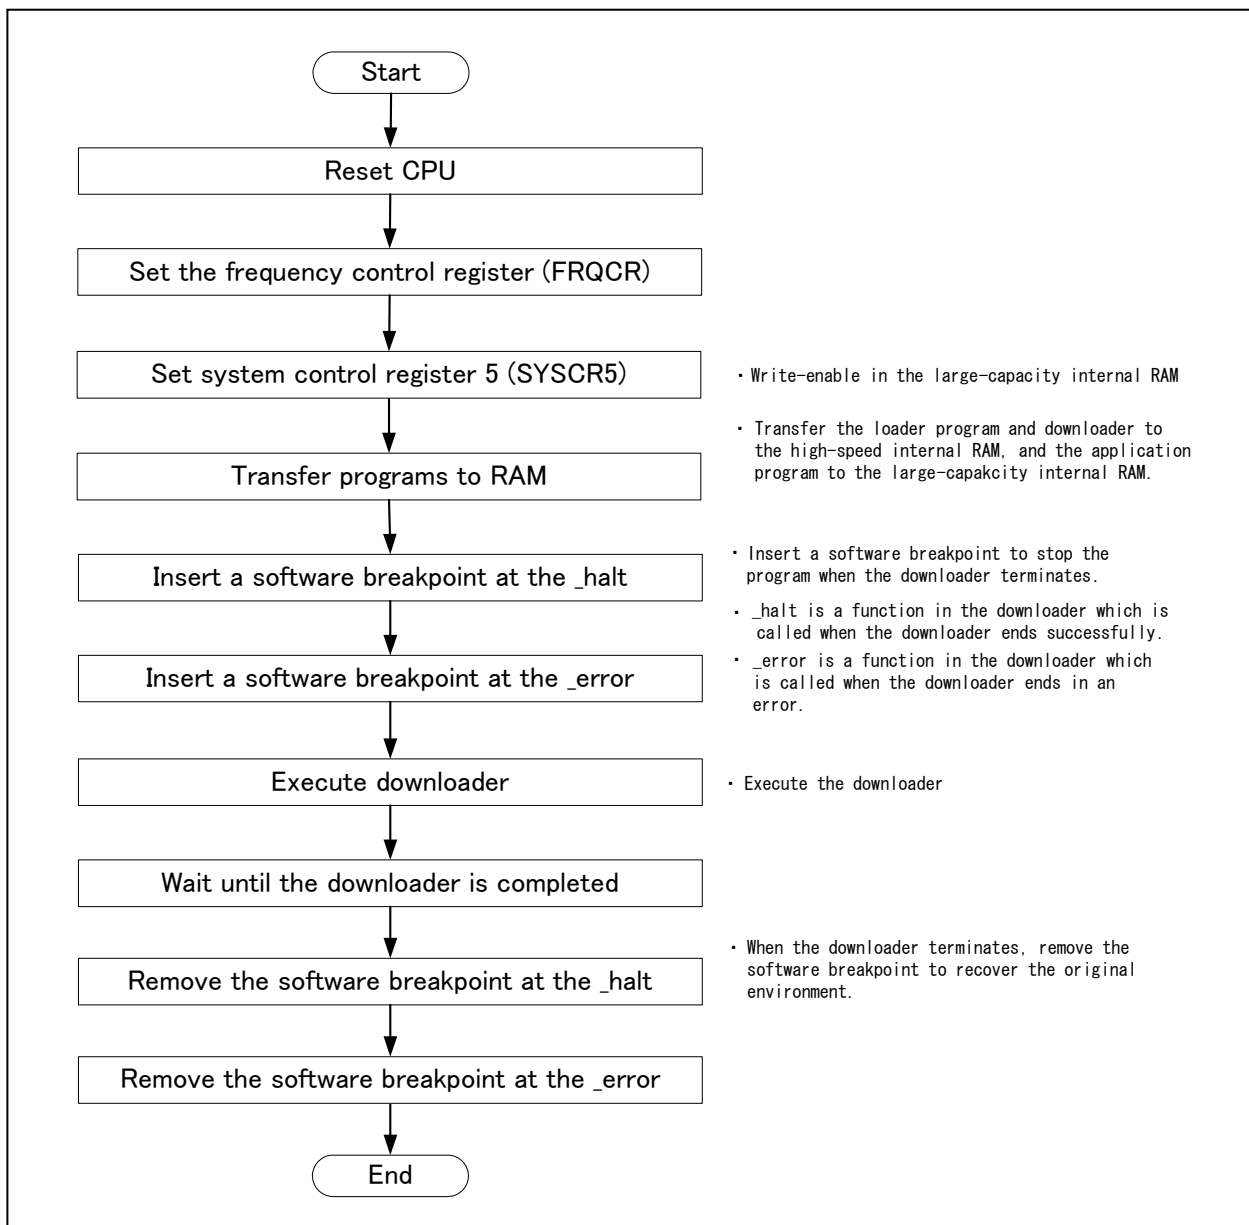 Start
Reset CPU
Set the frequency control register (FRQCR)
Set system control register 5 (SYSCR5)
・Write-enable in the large-capacity internal RAM
Transfer programs to RAM
・Transfer the loader program and downloader to
the high-speed internal RAM, and the application
program to the large-capakcity internal RAM.
Insert a software breakpoint at the _halt
・Insert a software breakpoint to stop the
program when the downloader terminates.
・_halt is a function in the downloader which is
called when the downloader ends successfully.
Insert a software breakpoint at the _error
・_error is a function in the downloader which
is called when the downloader ends in an
error.
Execute downloader
・Execute the downloader
Wait until the downloader is completed
Remove the software breakpoint at the _halt
・When the downloader terminates, remove the
software breakpoint to recover the original
environment.
Remove the software breakpoint at the _error
End